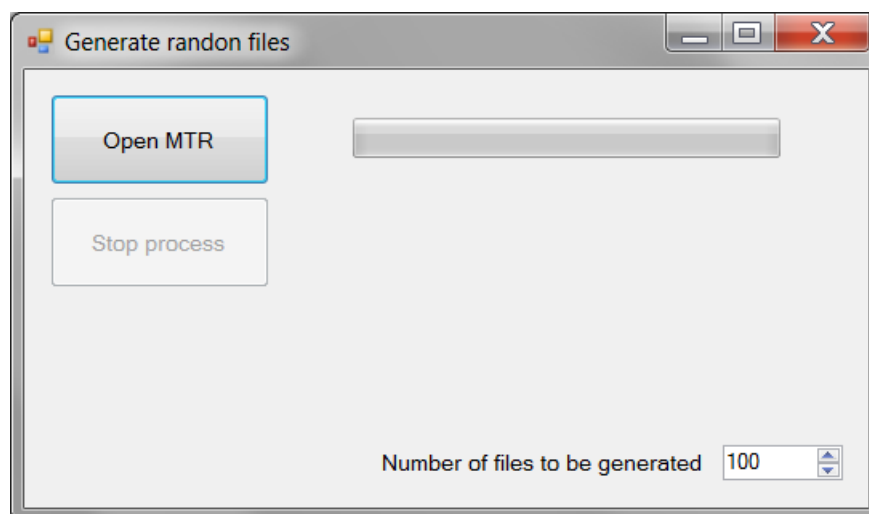 Generate randon files
Open MTR
Stop process
Number of files to be generated 100